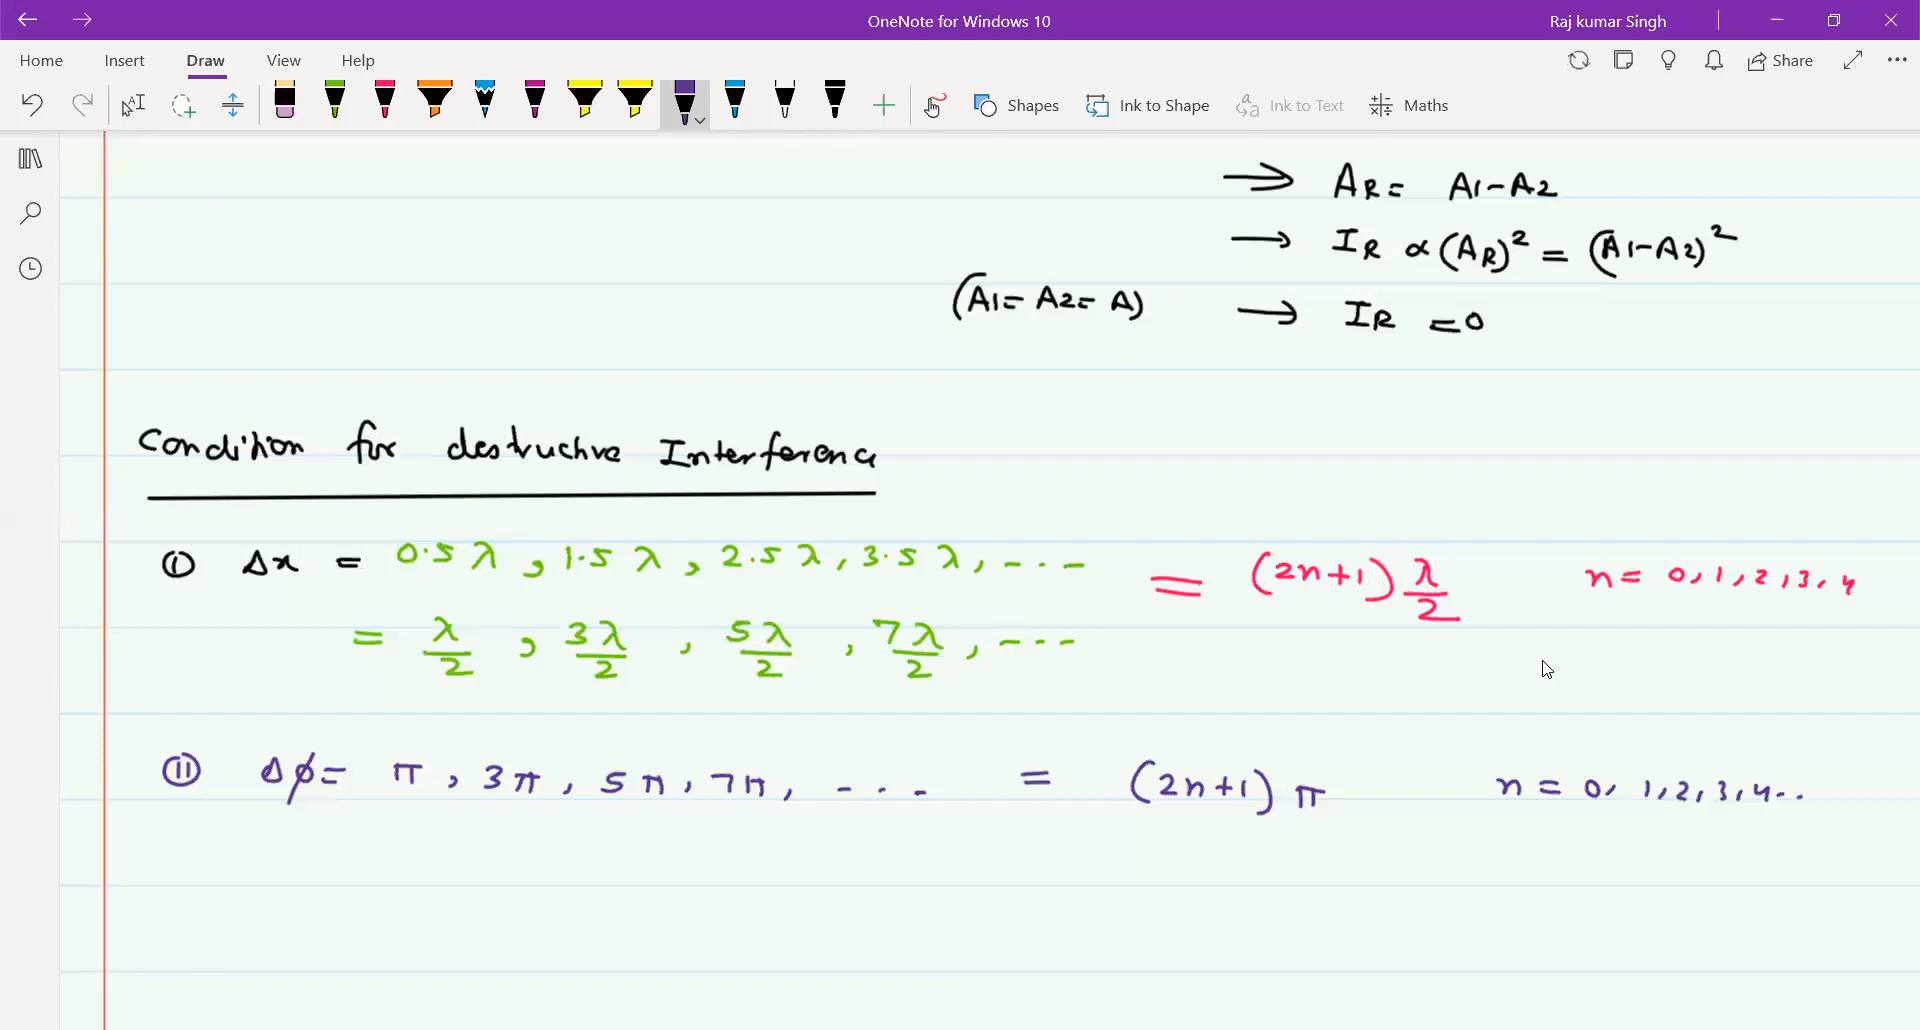 OneNote for Windows 10
Raj kumar Singh
Home Insert Draw View Help
Share
Shapes Ink to Shape Ink to Text Maths
→ AR = A1-A2
→ IR ∝ (AR)² = (A1-A2)²
(A1= A2= A) → IR = 0
Condition for destructive Interference
① Δx = 0.5 λ, 1.5 λ, 2.5 λ, 3.5 λ, ---- = (2n+1) λ/2 n = 0, 1, 2, 3, 4
= λ/2, 3λ/2, 5λ/2, 7λ/2, ----
⑪ Δφ = π, 3π, 5π, 7π, ---- = (2n+1) π n = 0, 1, 2, 3, 4..